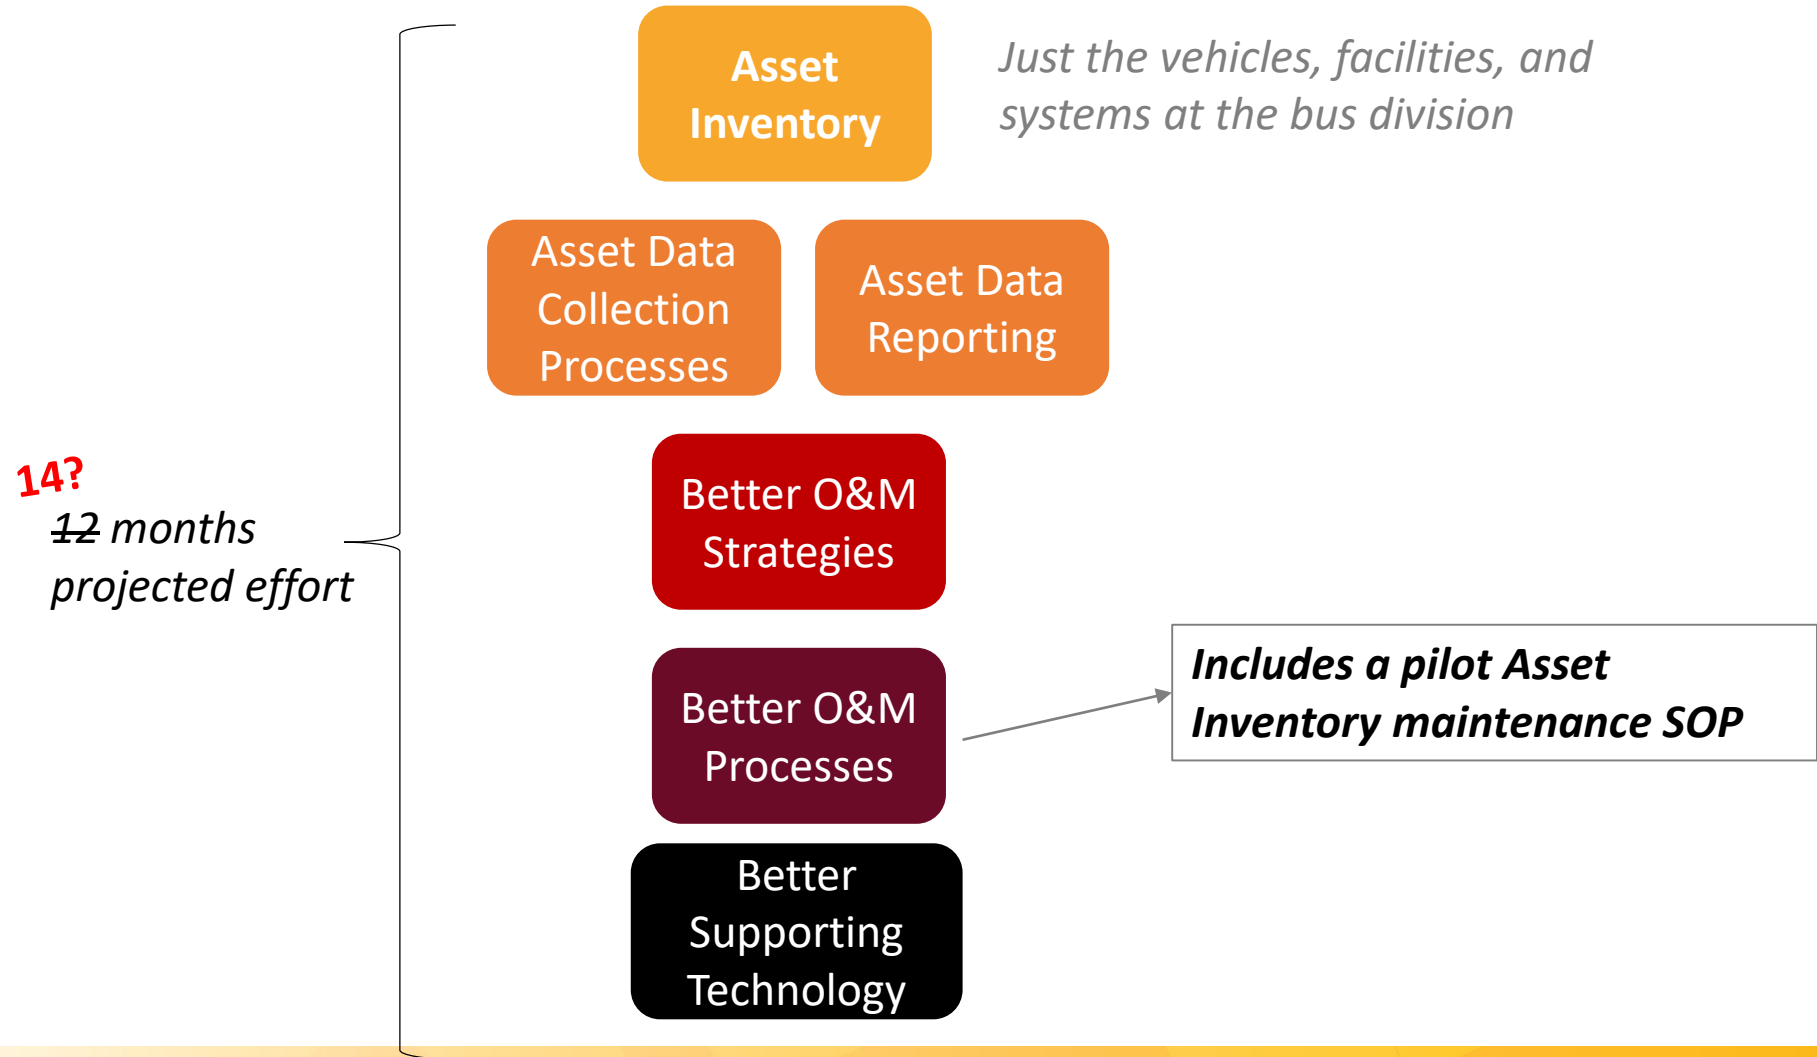 Asset
Inventory
Just the vehicles, facilities, and
systems at the bus division
Asset Data
Collection
Processes
Asset Data
Reporting
14?
12 months
projected effort
Better O&M
Strategies
Better O&M
Processes
Includes a pilot Asset
Inventory maintenance SOP
Better
Supporting
Technology